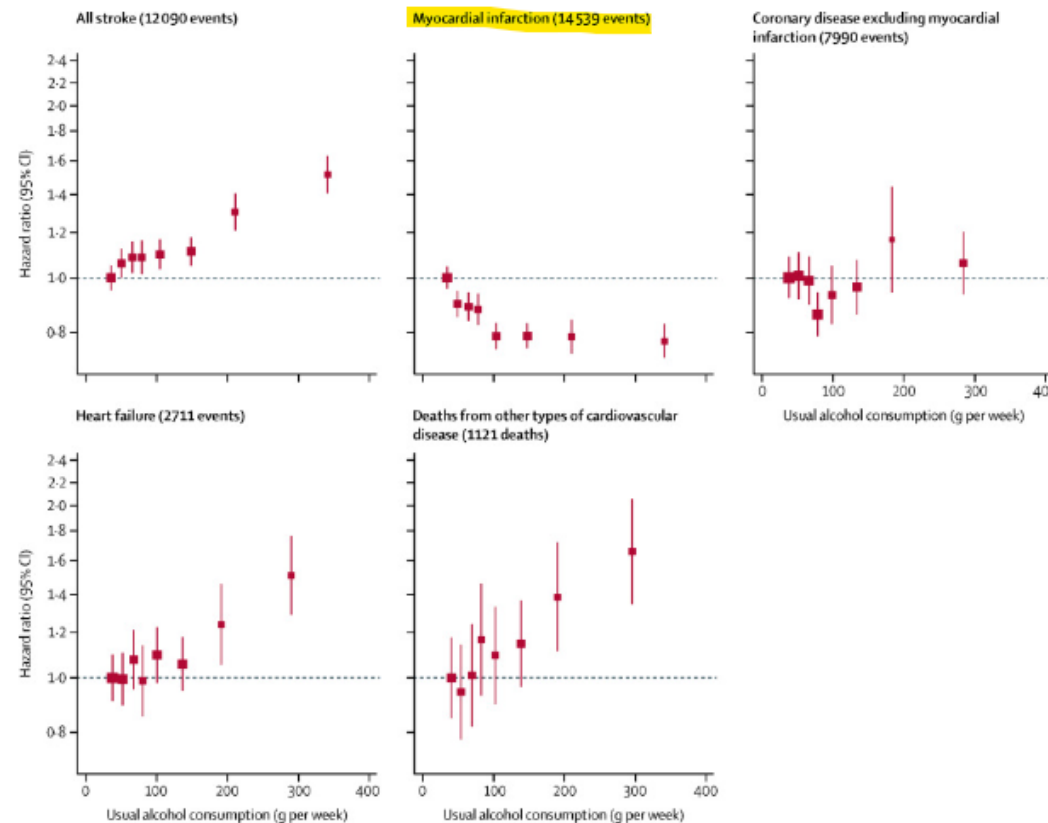 All stroke (12 090 events)
Myocardial infarction (14 539 events)
Coronary disease excluding myocardial
infarction (7990 events)
Hazard ratio (95% CI)
2·4
2·2
2·0
1·8
1·6
1·4
1·2
1·0
0·8
0
100
200
300
400
Usual alcohol consumption (g per week)
Heart failure (2711 events)
Deaths from other types of cardiovascular
disease (1121 deaths)
Hazard ratio (95% CI)
2·4
2·2
2·0
1·8
1·6
1·4
1·2
1·0
0·8
0
100
200
300
400
0
100
200
300
400
Usual alcohol consumption (g per week)
Usual alcohol consumption (g per week)